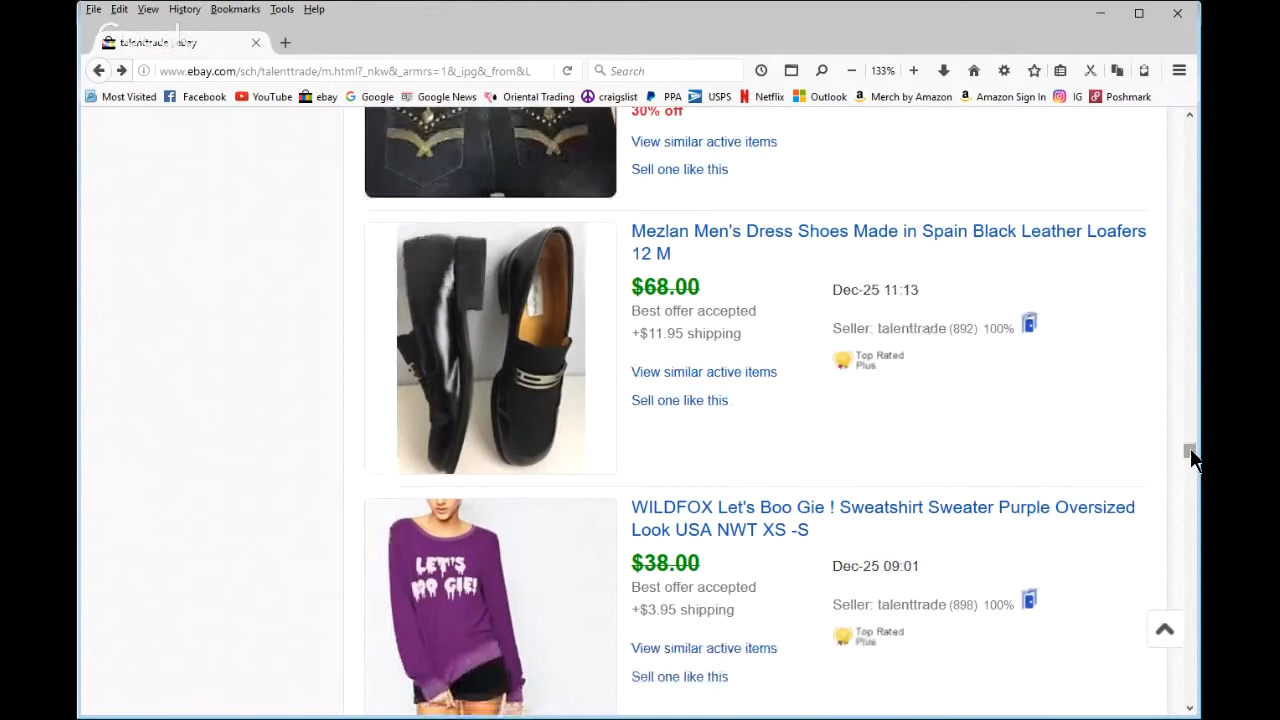 File Edit View History Bookmarks Tools Help
talenttrade eBay
www.ebay.com/sch/talenttrade/m.html?_nkw&_armrs=1&_ipg&_from&L
Search
133%
Most Visited Facebook YouTube ebay Google Google News Oriental Trading craigslist PPA USPS Netflix Outlook Merch by Amazon Amazon Sign In IG Poshmark
30% off
View similar active items
Sell one like this
Mezlan Men's Dress Shoes Made in Spain Black Leather Loafers
12 M
$68.00
Dec-25 11:13
Best offer accepted
+$11.95 shipping
Seller: talenttrade (892) 100%
Top Rated
Plus
View similar active items
Sell one like this
WILDFOX Let's Boo Gie ! Sweatshirt Sweater Purple Oversized
Look USA NWT XS -S
$38.00
Dec-25 09:01
Best offer accepted
+$3.95 shipping
Seller: talenttrade (898) 100%
Top Rated
Plus
View similar active items
Sell one like this
LET'S
BOO GIE!